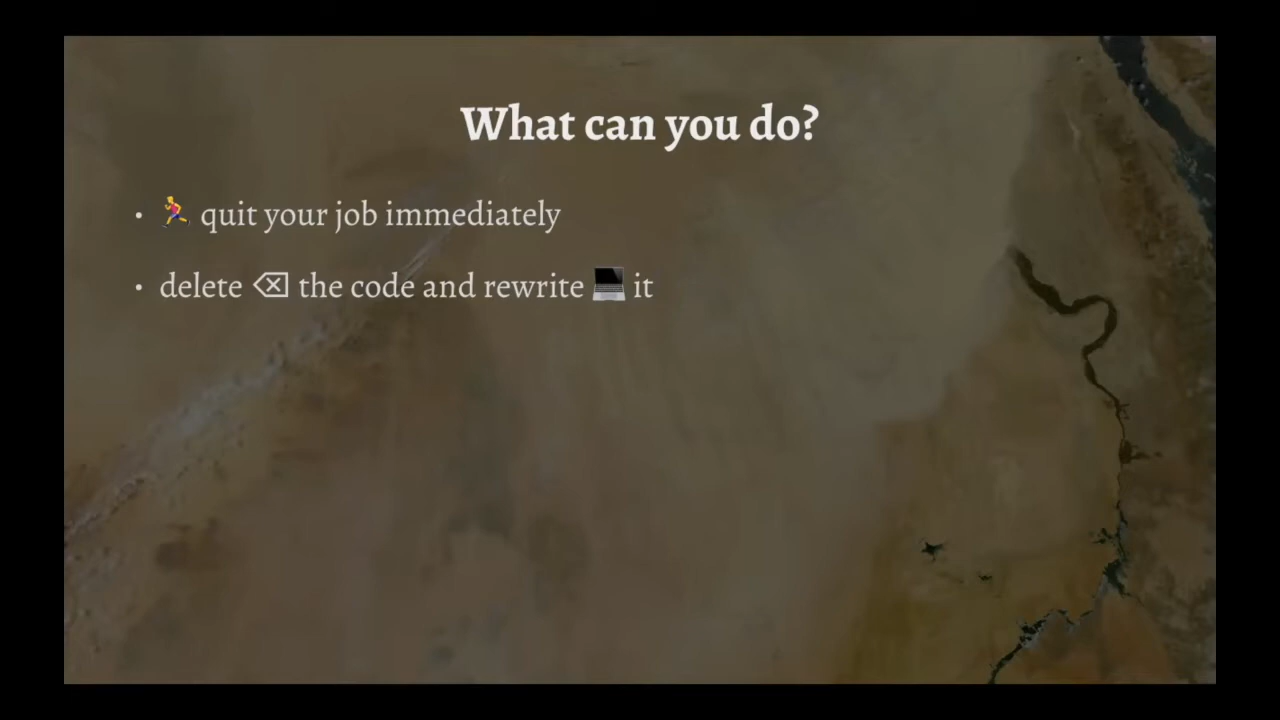 What can you do?
• 🏃 quit your job immediately
• delete ⌫ the code and rewrite 💻 it